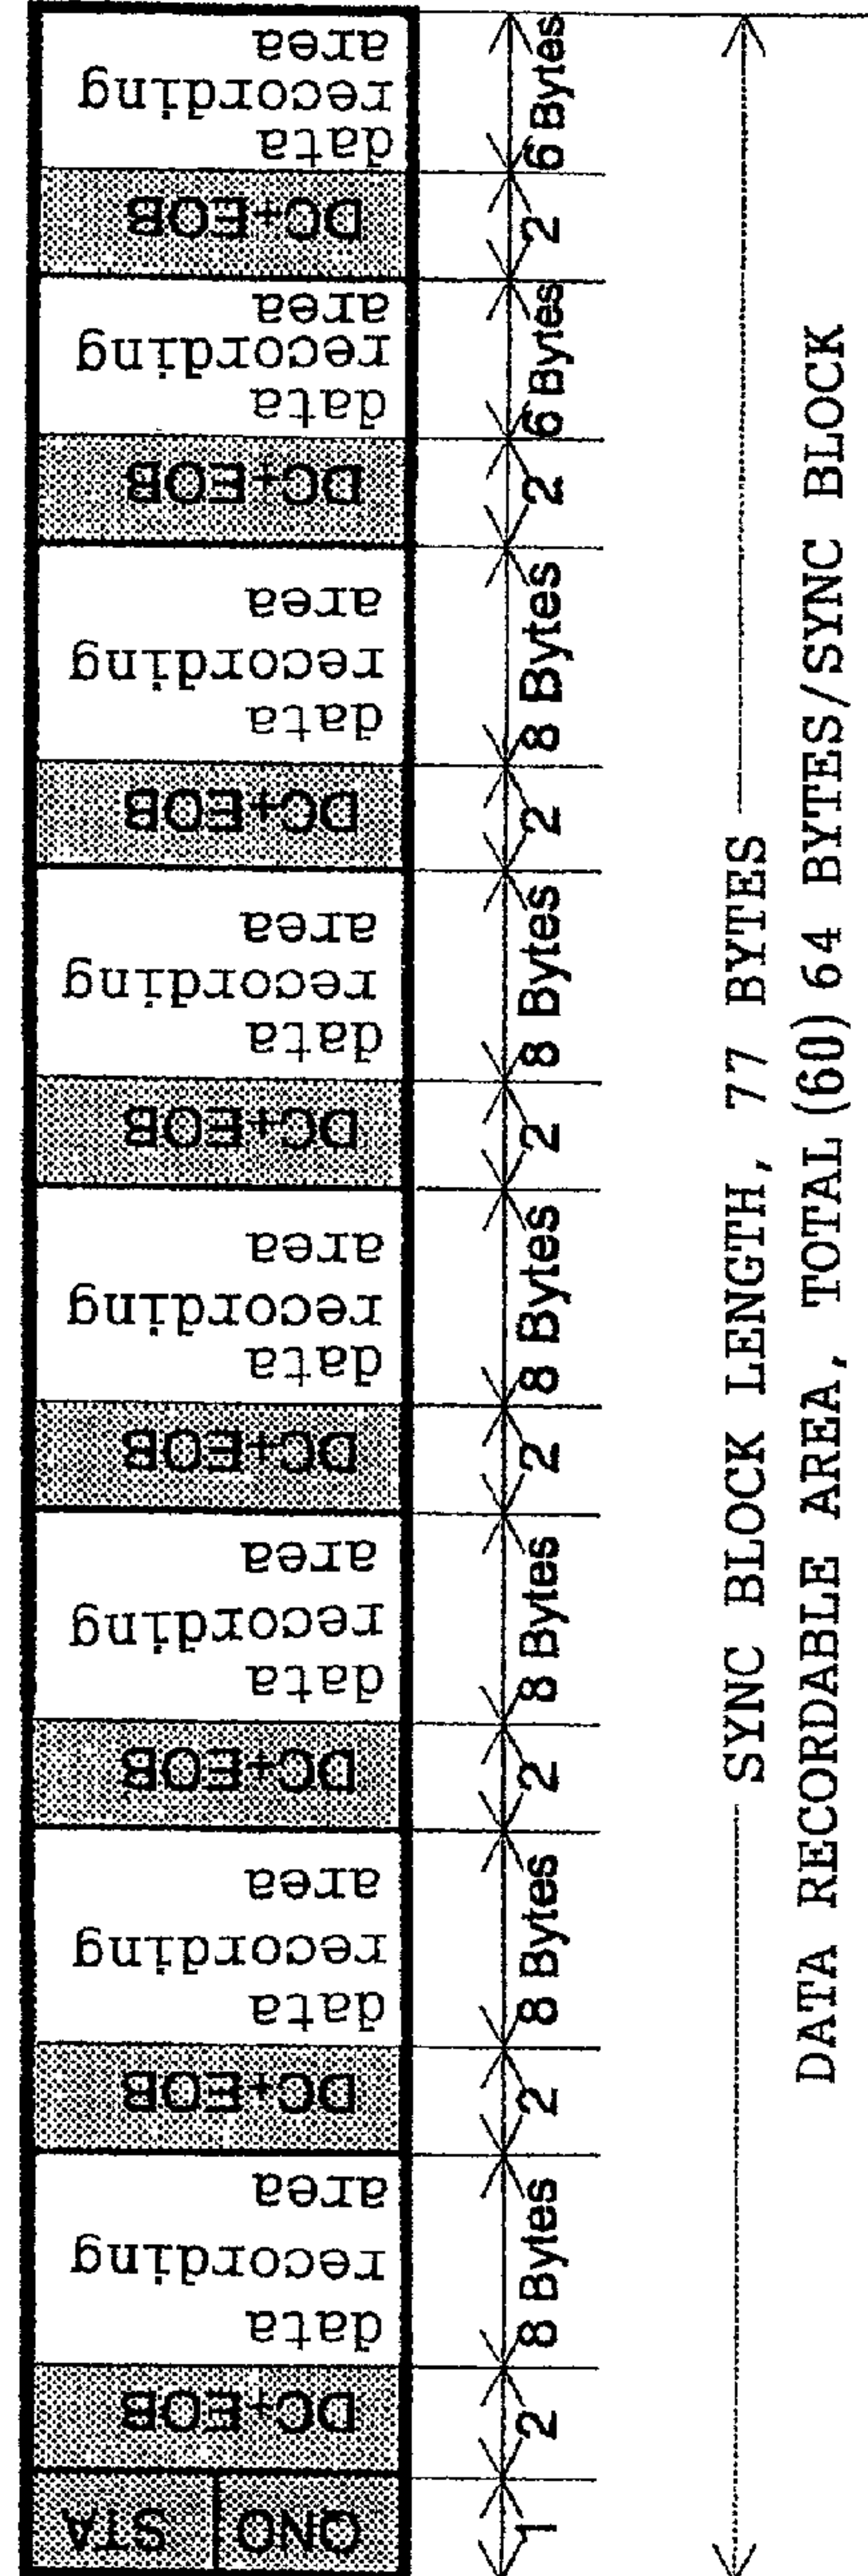 QNO
STA
DC+EOB
data
recording
area
DC+EOB
data
recording
area
DC+EOB
data
recording
area
DC+EOB
data
recording
area
DC+EOB
data
recording
area
DC+EOB
data
recording
area
DC+EOB
data
recording
area
DC+EOB
data
recording
area
1 2 8 Bytes 2 8 Bytes 2 8 Bytes 2 8 Bytes 2 8 Bytes 2 8 Bytes 2 6 Bytes 2 6 Bytes
SYNC BLOCK LENGTH, 77 BYTES
DATA RECORDABLE AREA, TOTAL (60) 64 BYTES/SYNC BLOCK